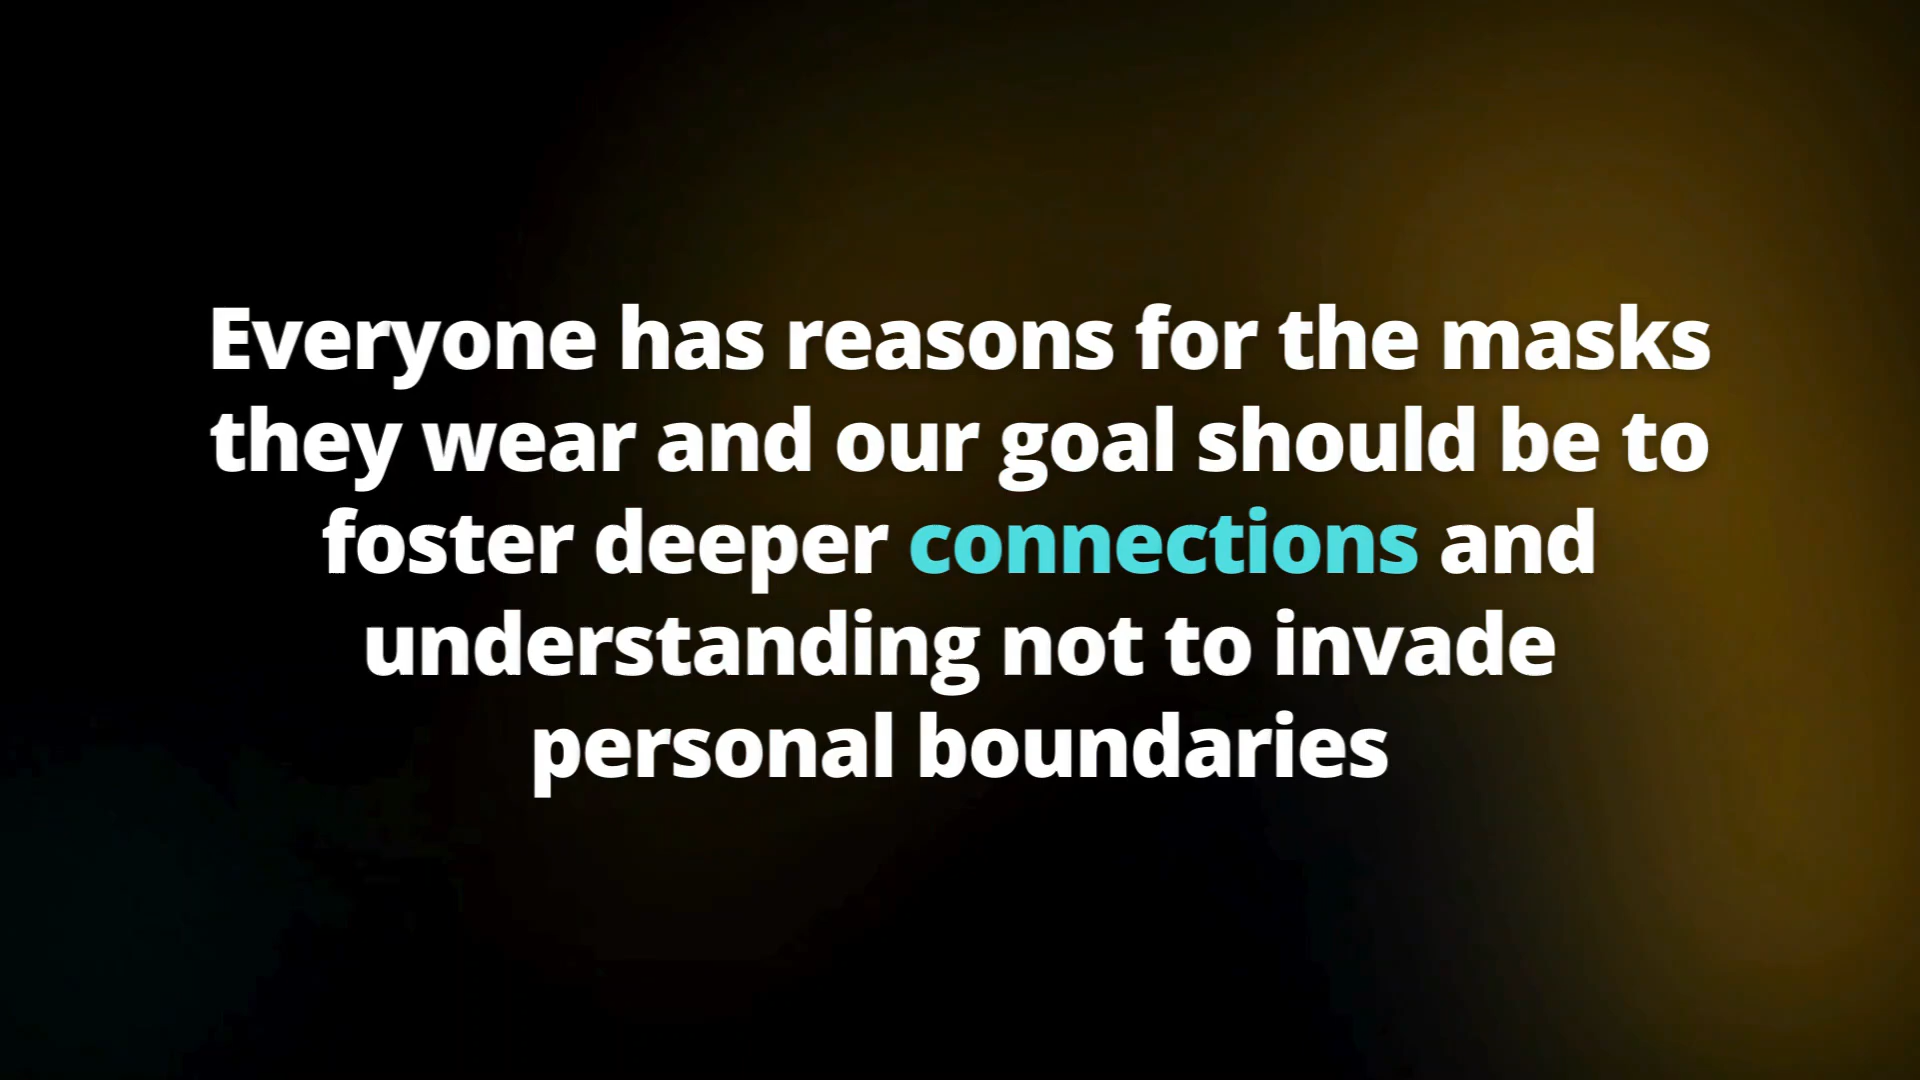 Everyone has reasons for the masks
they wear and our goal should be to
foster deeper connections and
understanding not to invade
personal boundaries